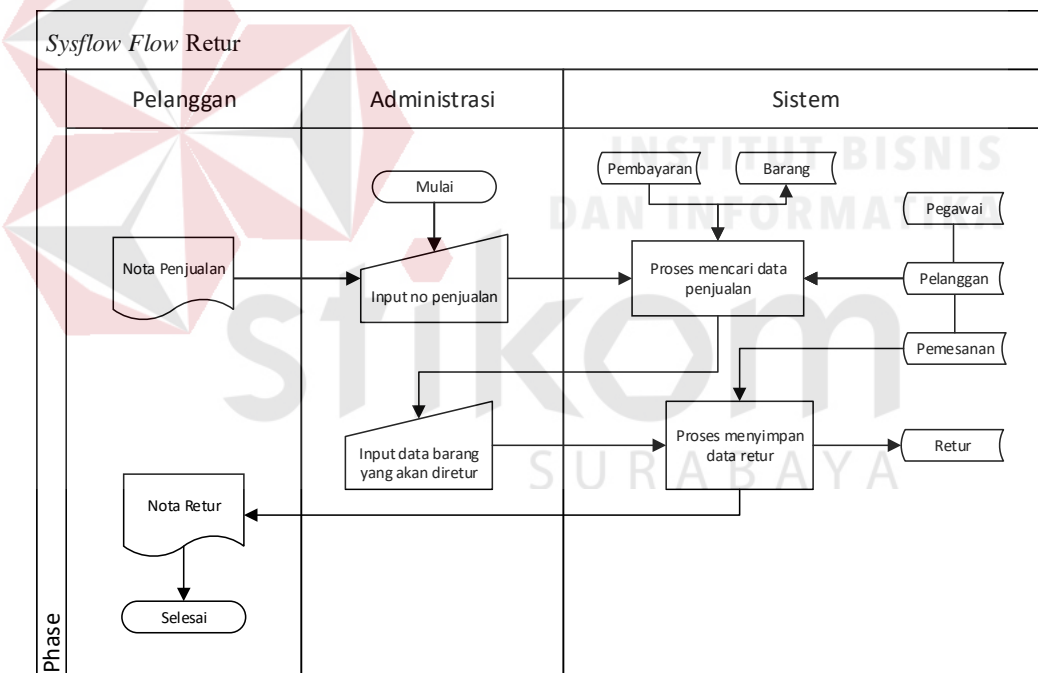 Sysflow Flow Retur
Pelanggan
Administrasi
Sistem
INSTITUT BISNIS
DAN INFORMATIKA
stikom
SURABAYA
Pembayaran
Barang
Mulai
Pegawai
Nota Penjualan
Input no penjualan
Proses mencari data
penjualan
Pelanggan
Pemesanan
Input data barang
yang akan diretur
Proses menyimpan
data retur
Retur
Nota Retur
Selesai
Phase